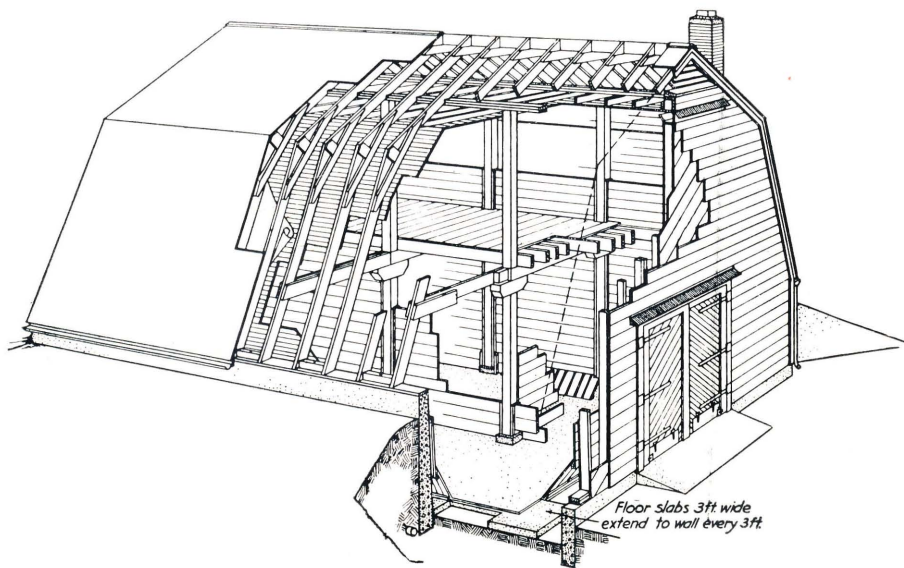 Floor slabs 3ft. wide
extend to wall every 3ft.